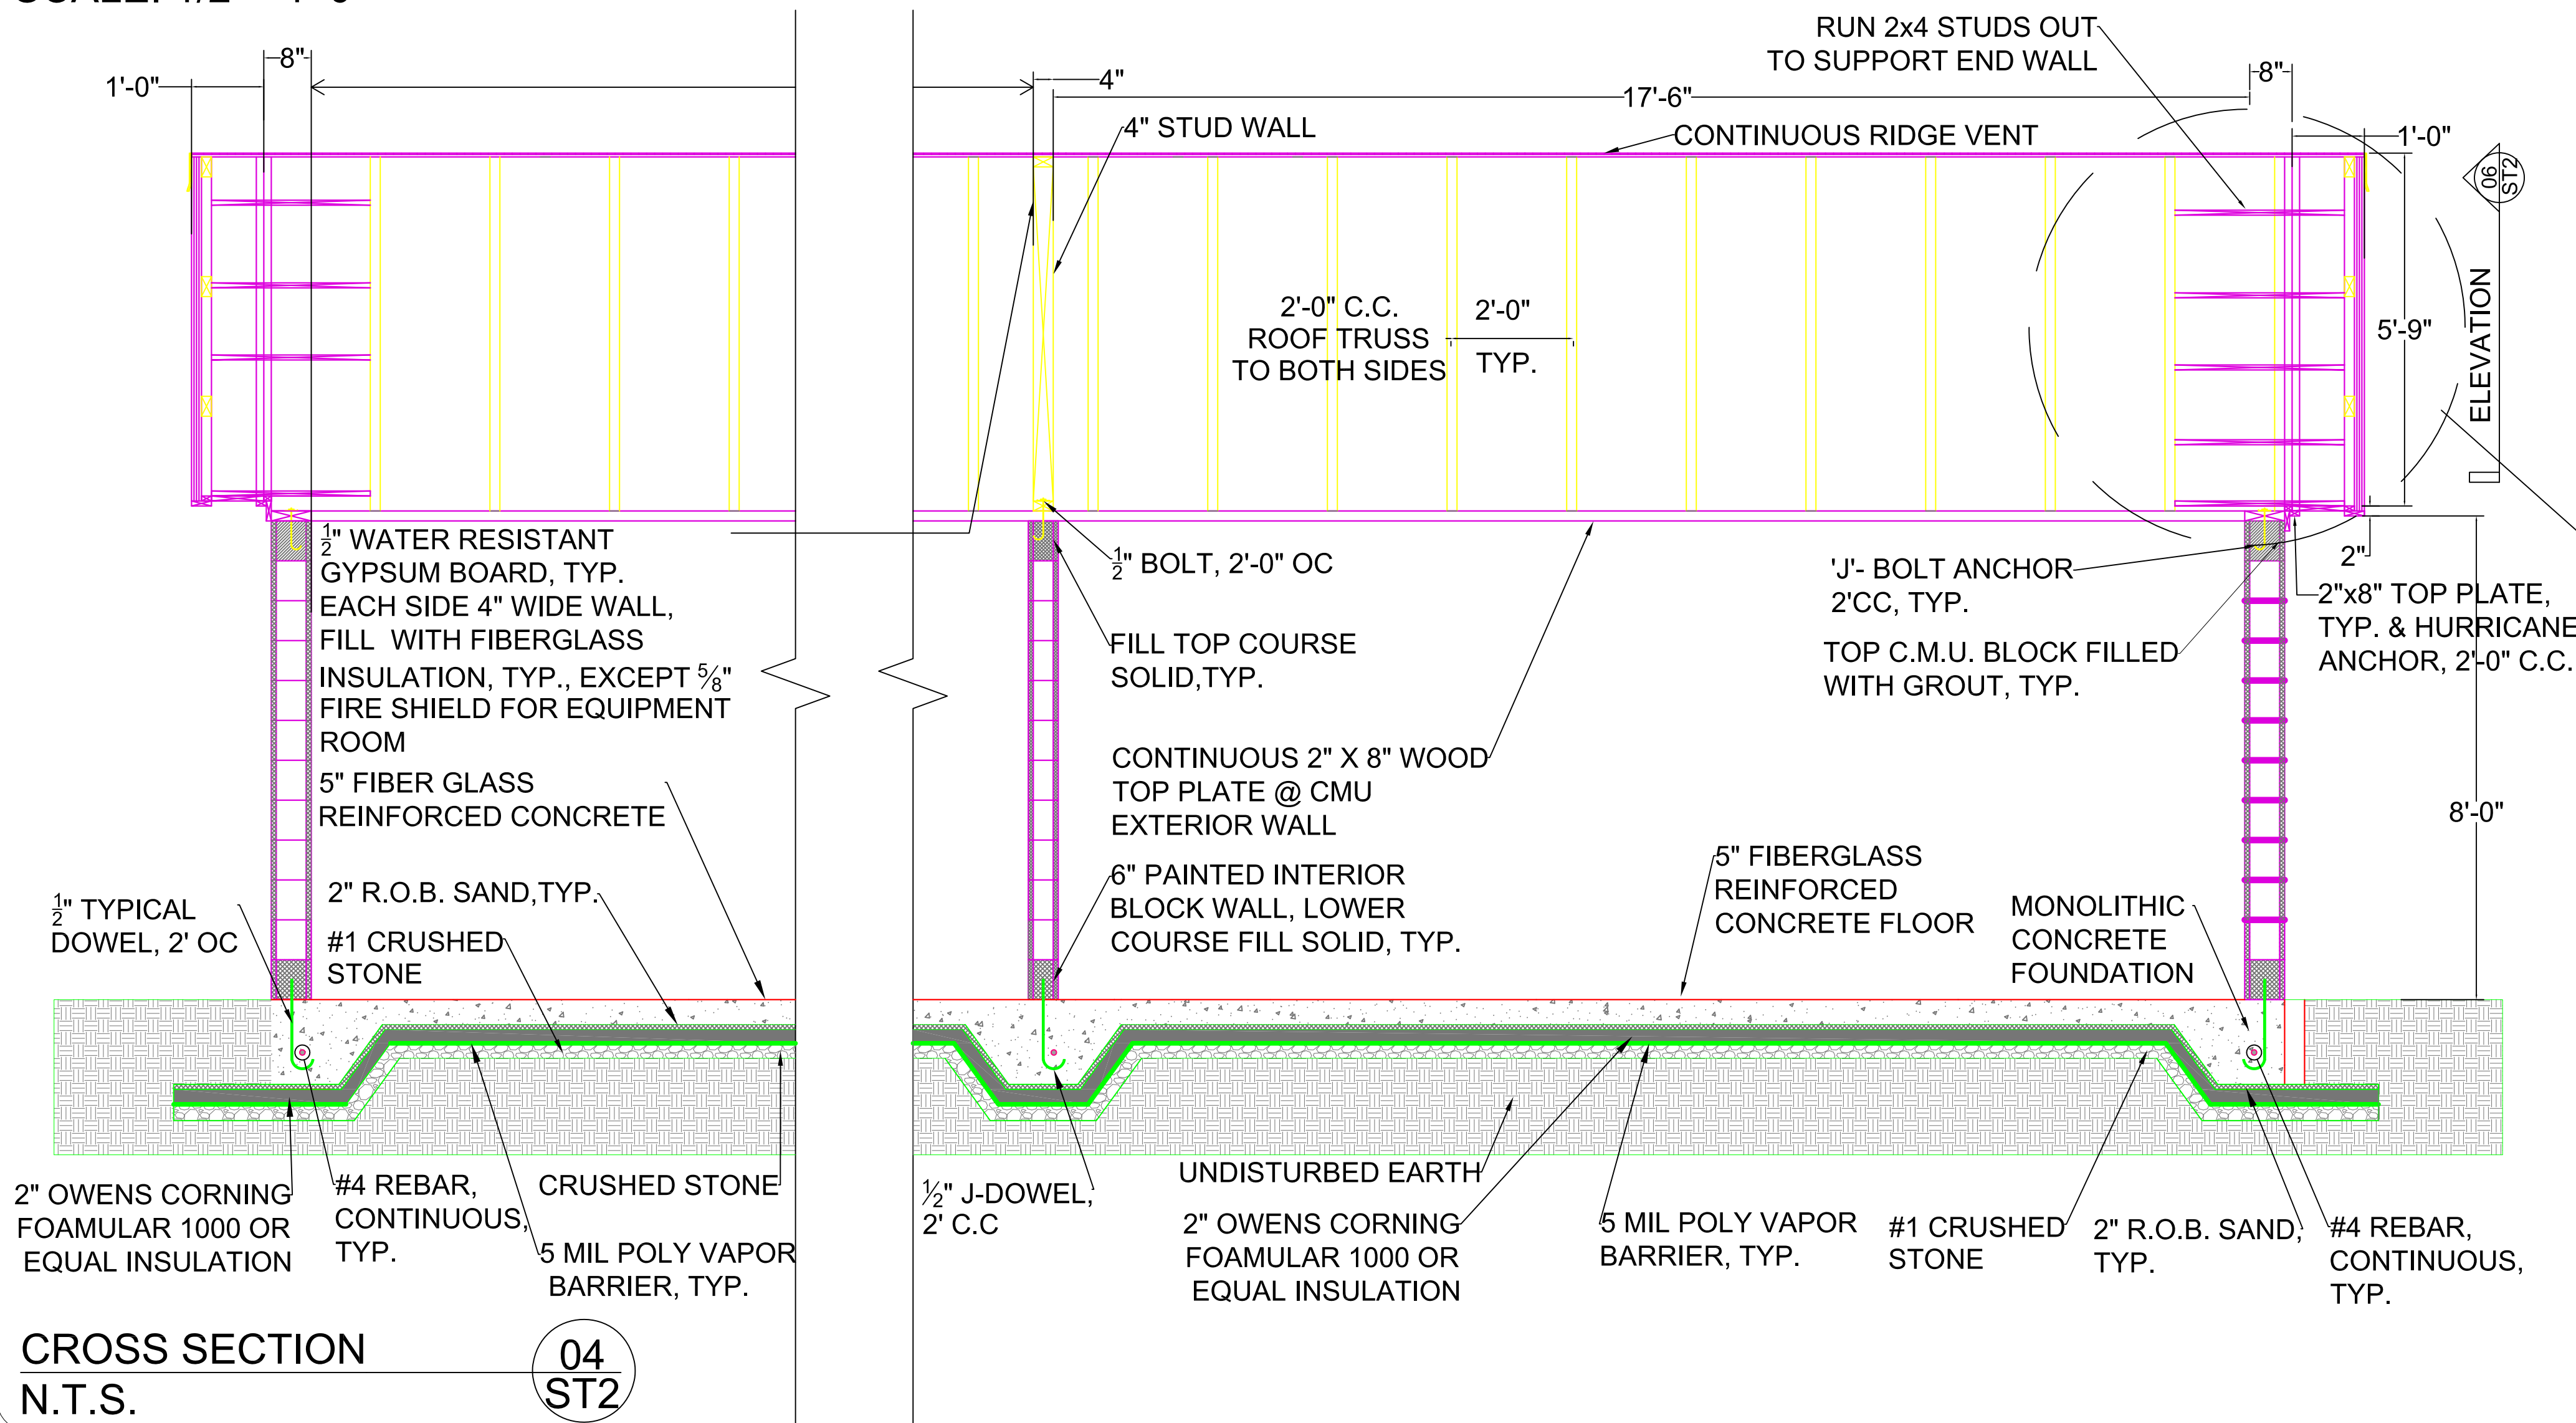 RUN 2x4 STUDS OUT
TO SUPPORT END WALL
1'-0"
8"
4"
17'-6"
8"
1'-0"
4" STUD WALL
CONTINUOUS RIDGE VENT
06
ST2
ELEVATION
2'-0" C.C.
ROOF TRUSS
TO BOTH SIDES
2'-0"
TYP.
5'-9"
½" WATER RESISTANT
GYPSUM BOARD, TYP.
EACH SIDE 4" WIDE WALL,
FILL WITH FIBERGLASS
INSULATION, TYP., EXCEPT ⅝"
FIRE SHIELD FOR EQUIPMENT
ROOM
½" BOLT, 2'-0" OC
'J'- BOLT ANCHOR
2'CC, TYP.
2"
2"x8" TOP PLATE,
TYP. & HURRICANE
ANCHOR, 2'-0" C.C.
FILL TOP COURSE
SOLID,TYP.
TOP C.M.U. BLOCK FILLED
WITH GROUT, TYP.
5" FIBER GLASS
REINFORCED CONCRETE
CONTINUOUS 2" X 8" WOOD
TOP PLATE @ CMU
EXTERIOR WALL
8'-0"
½" TYPICAL
DOWEL, 2' OC
2" R.O.B. SAND,TYP.
#1 CRUSHED
STONE
6" PAINTED INTERIOR
BLOCK WALL, LOWER
COURSE FILL SOLID, TYP.
5" FIBERGLASS
REINFORCED
CONCRETE FLOOR
MONOLITHIC
CONCRETE
FOUNDATION
2" OWENS CORNING
FOAMULAR 1000 OR
EQUAL INSULATION
#4 REBAR,
CONTINUOUS,
TYP.
CRUSHED STONE
5 MIL POLY VAPOR
BARRIER, TYP.
½" J-DOWEL,
2' C.C
UNDISTURBED EARTH
2" OWENS CORNING
FOAMULAR 1000 OR
EQUAL INSULATION
5 MIL POLY VAPOR
BARRIER, TYP.
#1 CRUSHED
STONE
2" R.O.B. SAND,
TYP.
#4 REBAR,
CONTINUOUS,
TYP.
CROSS SECTION
N.T.S.
04
ST2